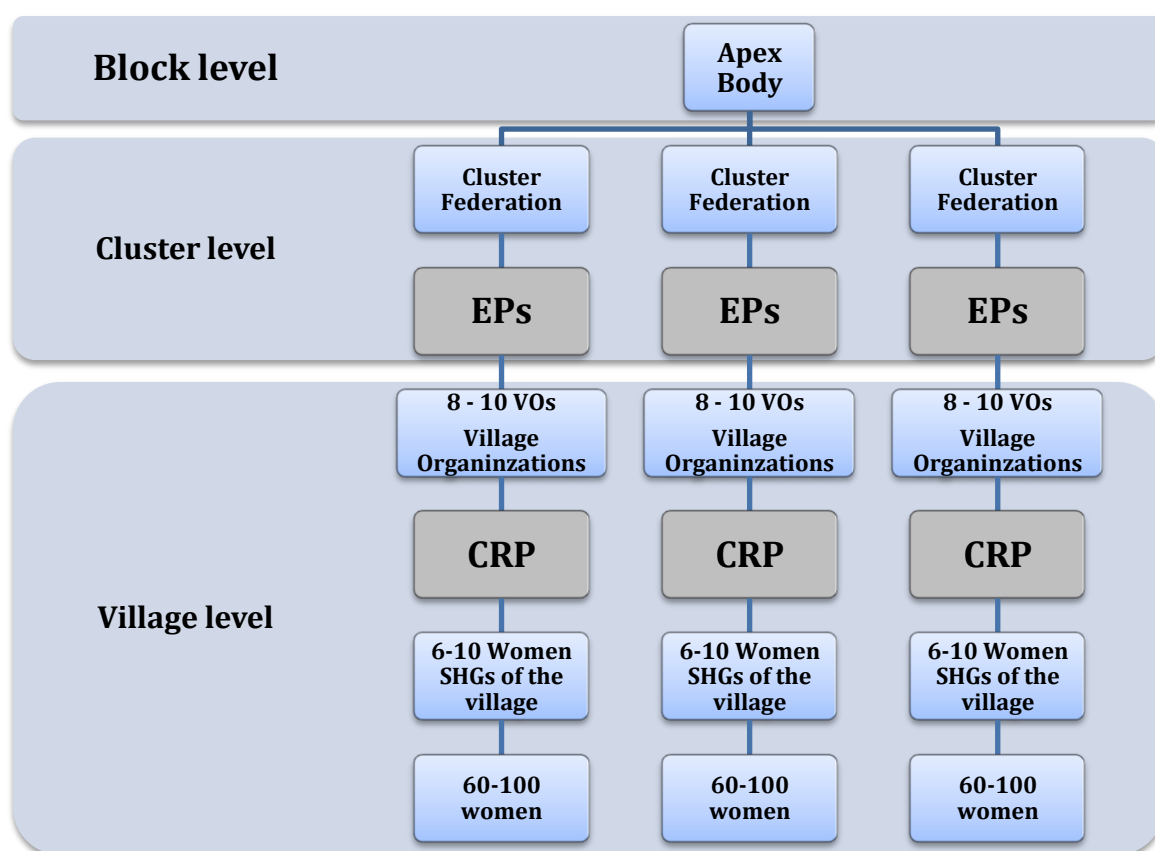 Block level
Apex
Body
Cluster level
Cluster
Federation
Cluster
Federation
Cluster
Federation
EPs
EPs
EPs
Village level
8 - 10 VOs
Village
Organinzations
8 - 10 VOs
Village
Organinzations
8 - 10 VOs
Village
Organinzations
CRP
CRP
CRP
6-10 Women
SHGs of the
village
6-10 Women
SHGs of the
village
6-10 Women
SHGs of the
village
60-100
women
60-100
women
60-100
women